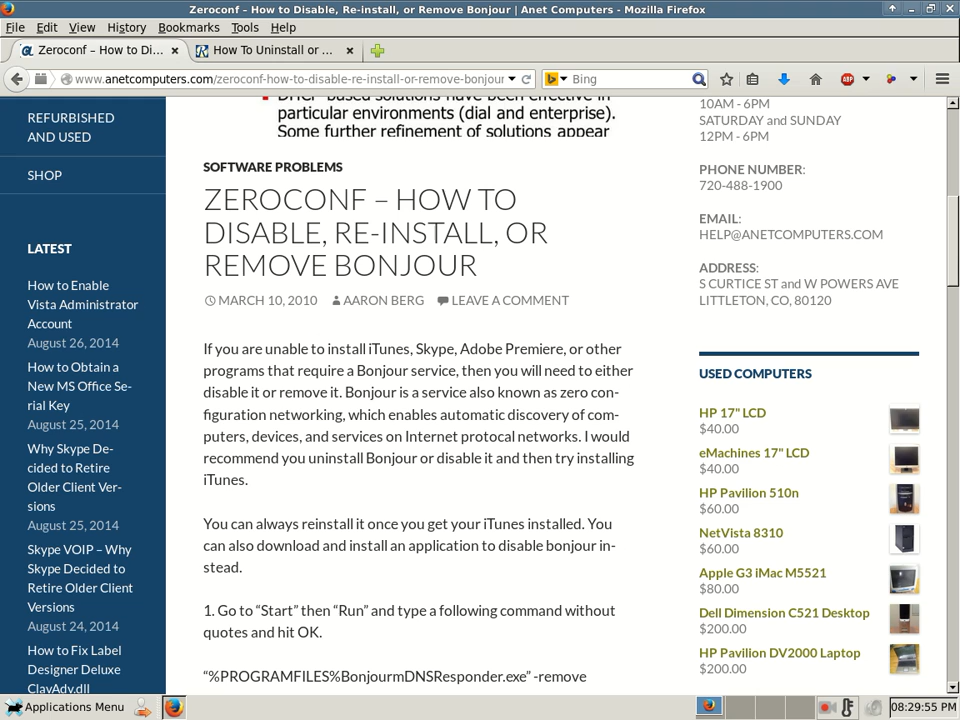 Zeroconf – How to Disable, Re-install, or Remove Bonjour | Anet Computers - Mozilla Firefox
File Edit View History Bookmarks Tools Help
Zeroconf – How to Di... How To Uninstall or ...
www.anetcomputers.com/zeroconf-how-to-disable-re-install-or-remove-bonjour
Bing
ABP
REFURBISHED
AND USED
SHOP
LATEST
How to Enable
Vista Administrator
Account
August 26, 2014
How to Obtain a
New MS Office Se-
rial Key
August 25, 2014
Why Skype De-
cided to Retire
Older Client Ver-
sions
August 25, 2014
Skype VOIP – Why
Skype Decided to
Retire Older Client
Versions
August 24, 2014
How to Fix Label
Designer Deluxe
ClayAdv.dll
DHCP-based solutions have been effective in
particular environments (dial and enterprise).
Some further refinement of solutions appear
SOFTWARE PROBLEMS
ZEROCONF – HOW TO
DISABLE, RE-INSTALL, OR
REMOVE BONJOUR
MARCH 10, 2010 AARON BERG LEAVE A COMMENT
If you are unable to install iTunes, Skype, Adobe Premiere, or other
programs that require a Bonjour service, then you will need to either
disable it or remove it. Bonjour is a service also known as zero con-
figuration networking, which enables automatic discovery of com-
puters, devices, and services on Internet protocal networks. I would
recommend you uninstall Bonjour or disable it and then try installing
iTunes.
You can always reinstall it once you get your iTunes installed. You
can also download and install an application to disable bonjour in-
stead.
1. Go to “Start” then “Run” and type a following command without
quotes and hit OK.
“%PROGRAMFILES%BonjourmDNSResponder.exe” -remove
10AM - 6PM
SATURDAY and SUNDAY
12PM - 6PM
PHONE NUMBER:
720-488-1900
EMAIL:
HELP@ANETCOMPUTERS.COM
ADDRESS:
S CURTICE ST and W POWERS AVE
LITTLETON, CO, 80120
USED COMPUTERS
HP 17" LCD
$40.00
eMachines 17" LCD
$40.00
HP Pavilion 510n
$60.00
NetVista 8310
$60.00
Apple G3 iMac M5521
$80.00
Dell Dimension C521 Desktop
$200.00
HP Pavilion DV2000 Laptop
$200.00
Applications Menu
08:29:55 PM